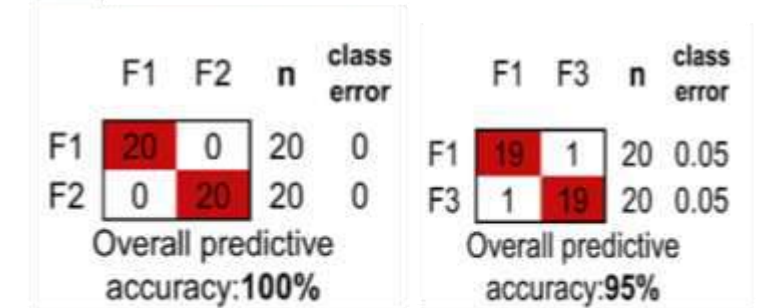 F1 F2 n class error
F1 20 0 20 0
F2 0 20 20 0
Overall predictive
accuracy:100%
F1 F3 n class error
F1 19 1 20 0.05
F3 1 19 20 0.05
Overall predictive
accuracy:95%